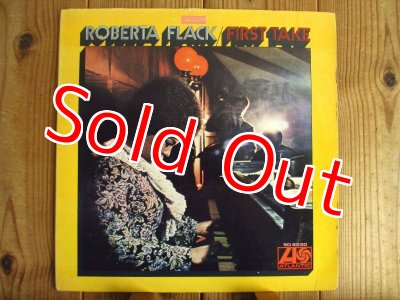 ROBERTA FLACK / FIRST TAKE
Sold Out
SD 8230
ATLANTIC